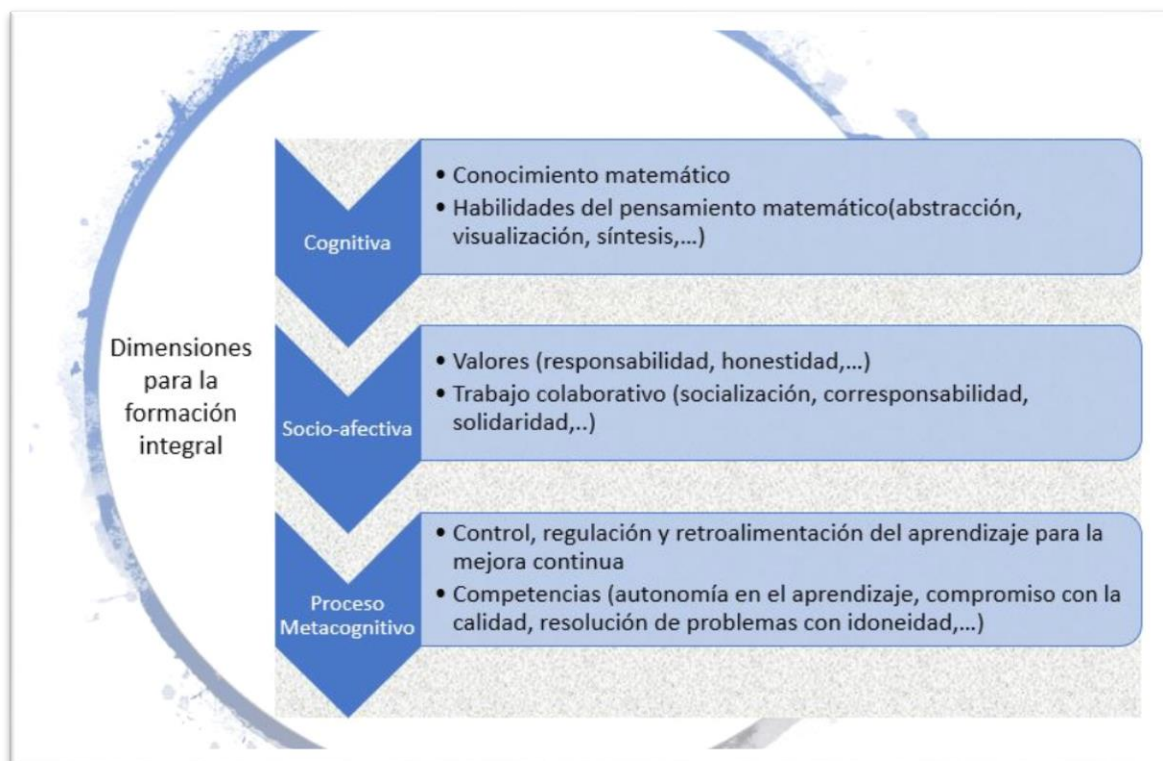 Dimensiones
para la
formación
integral
Cognitiva
• Conocimiento matemático
• Habilidades del pensamiento matemático(abstracción,
visualización, síntesis,...)
Socio-afectiva
• Valores (responsabilidad, honestidad,...)
• Trabajo colaborativo (socialización, corresponsabilidad,
solidaridad,..)
Proceso
Metacognitivo
• Control, regulación y retroalimentación del aprendizaje para la
mejora continua
• Competencias (autonomía en el aprendizaje, compromiso con la
calidad, resolución de problemas con idoneidad,...)